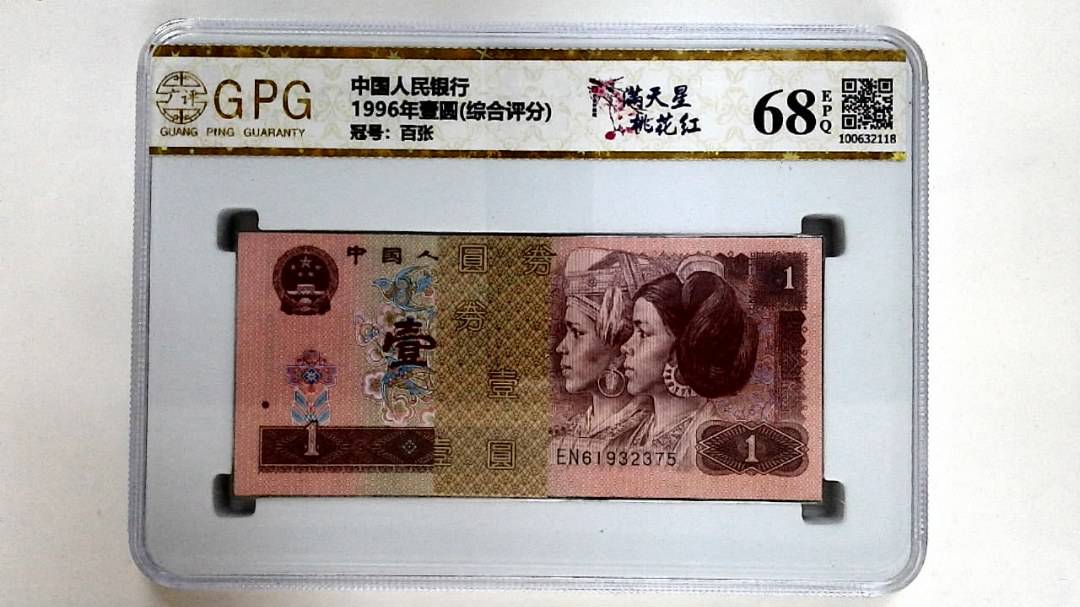 GPG
GUANG PING GUARANTY
中国人民银行
1996年壹圆(综合评分)
冠号：百张
满天星
桃花红
68
EPQ
100632118
中国人
圆 券
券
壹
壹
壹 圆
1
1
1
EN61932375